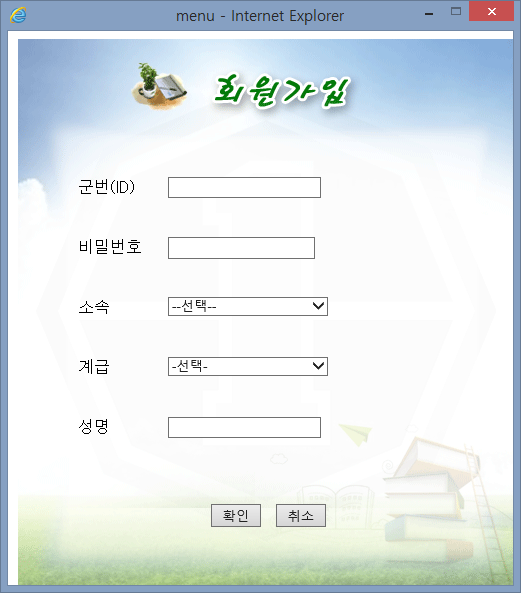 menu - Internet Explorer
회원가입
군번(ID)
비밀번호
소속 --선택--
계급 -선택-
성명
확인 취소